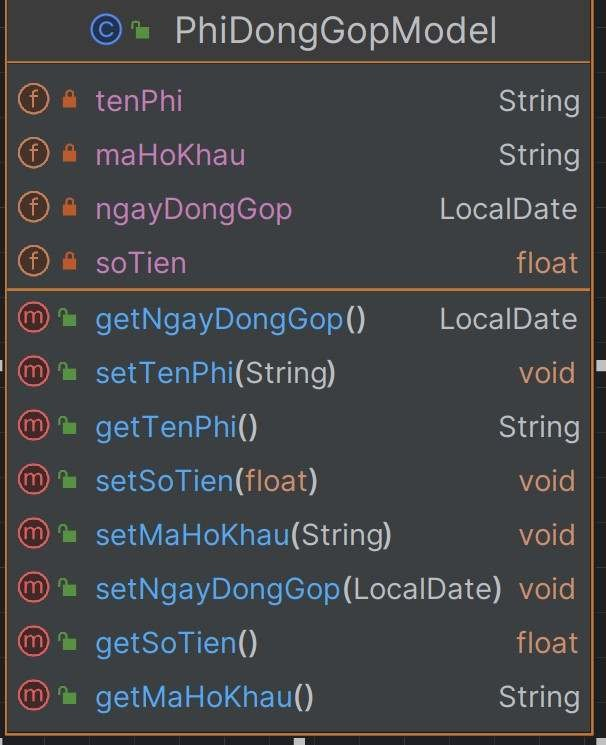 C PhiDongGopModel
f tenPhi String
f maHoKhau String
f ngayDongGop LocalDate
f soTien float
m getNgayDongGop() LocalDate
m setTenPhi(String) void
m getTenPhi() String
m setSoTien(float) void
m setMaHoKhau(String) void
m setNgayDongGop(LocalDate) void
m getSoTien() float
m getMaHoKhau() String